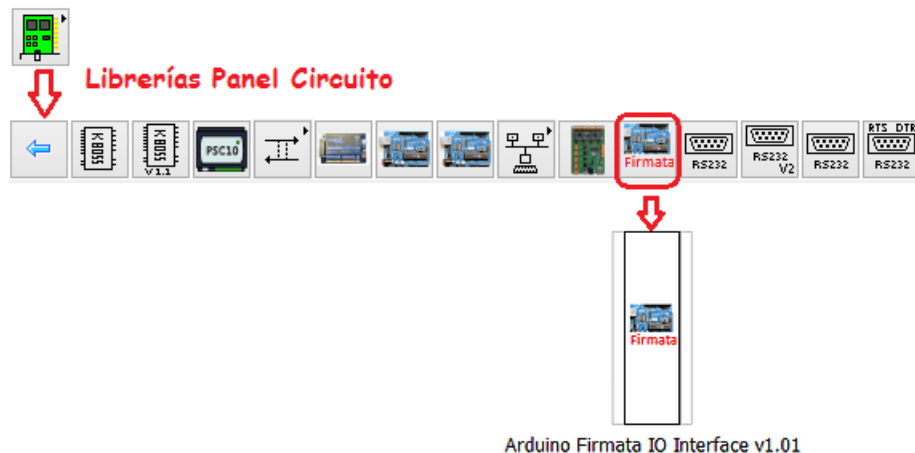 Librerías Panel Circuito
K8055
K8055
V1.1
PSC10
Firmata
RS232
RS232
V2
RS232
RTS DTR
RS232
Firmata
Arduino Firmata IO Interface v1.01